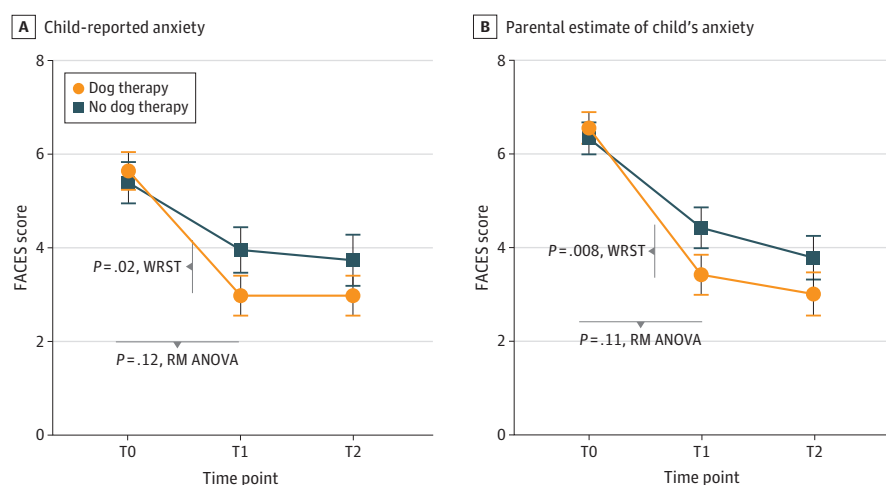 A Child-reported anxiety
8
6
4
2
0
FACES score
Dog therapy
No dog therapy
P = .02, WRST
P = .12, RM ANOVA
T0 T1 T2
Time point
B Parental estimate of child's anxiety
8
6
4
2
0
FACES score
P = .008, WRST
P = .11, RM ANOVA
T0 T1 T2
Time point